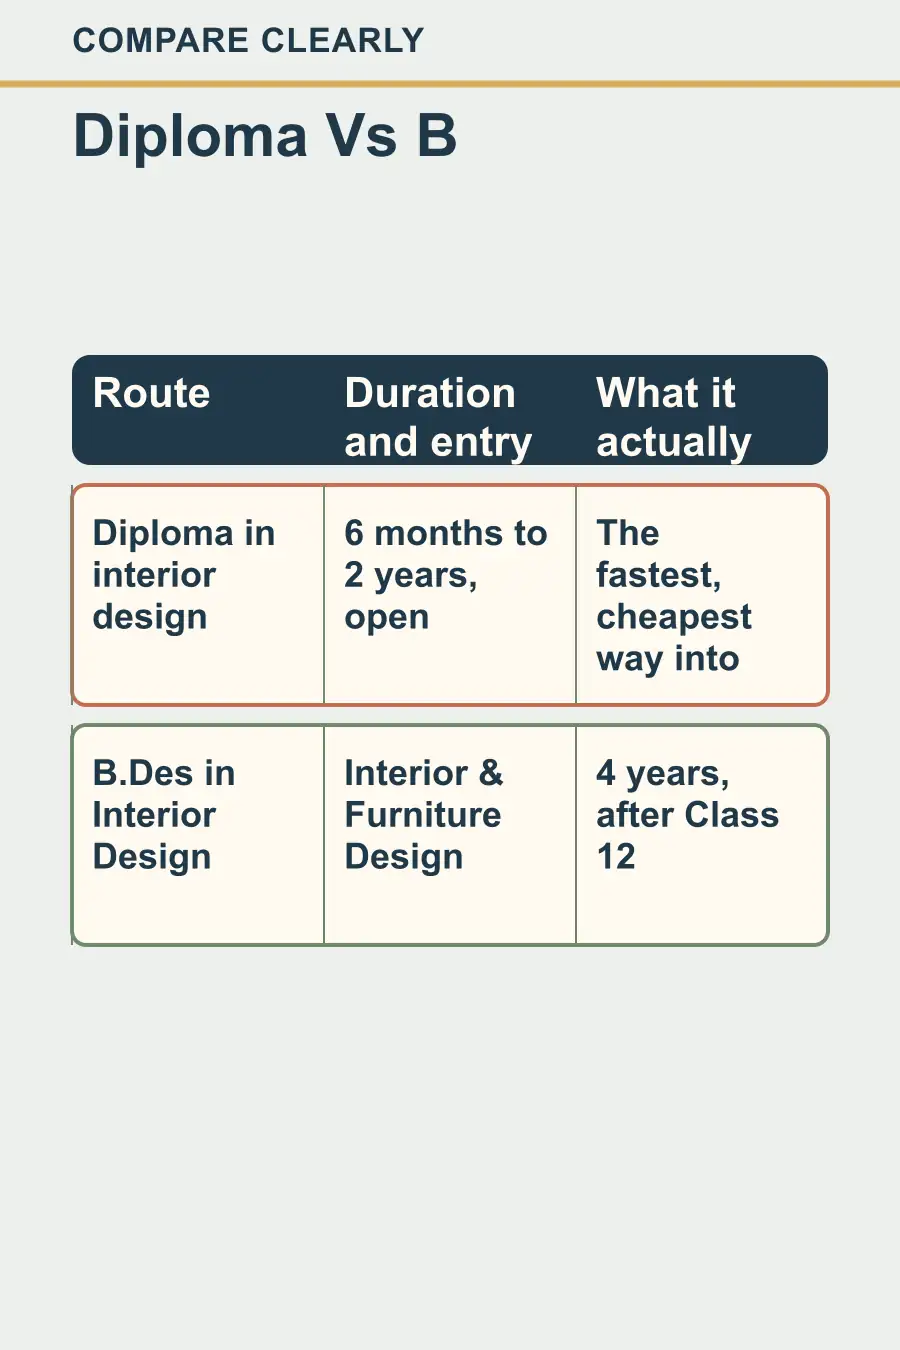 COMPARE CLEARLY
Diploma Vs B
Route
Duration
and entry
What it
actually
Diploma in
interior
design
6 months to
2 years,
open
The
fastest,
cheapest
way into
B.Des in
Interior
Design
Interior &
Furniture
Design
4 years,
after Class
12